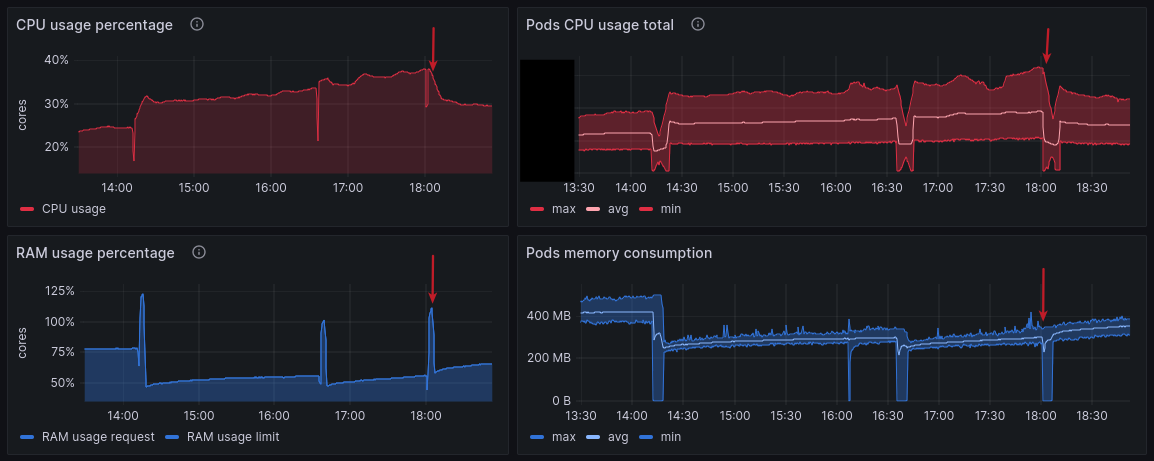 CPU usage percentage
40%
30%
20%
cores
14:00 15:00 16:00 17:00 18:00
CPU usage
Pods CPU usage total
13:30 14:00 14:30 15:00 15:30 16:00 16:30 17:00 17:30 18:00 18:30
max avg min
RAM usage percentage
125%
100%
75%
50%
cores
14:00 15:00 16:00 17:00 18:00
RAM usage request RAM usage limit
Pods memory consumption
400 MB
200 MB
0 B
13:30 14:00 14:30 15:00 15:30 16:00 16:30 17:00 17:30 18:00 18:30
max avg min